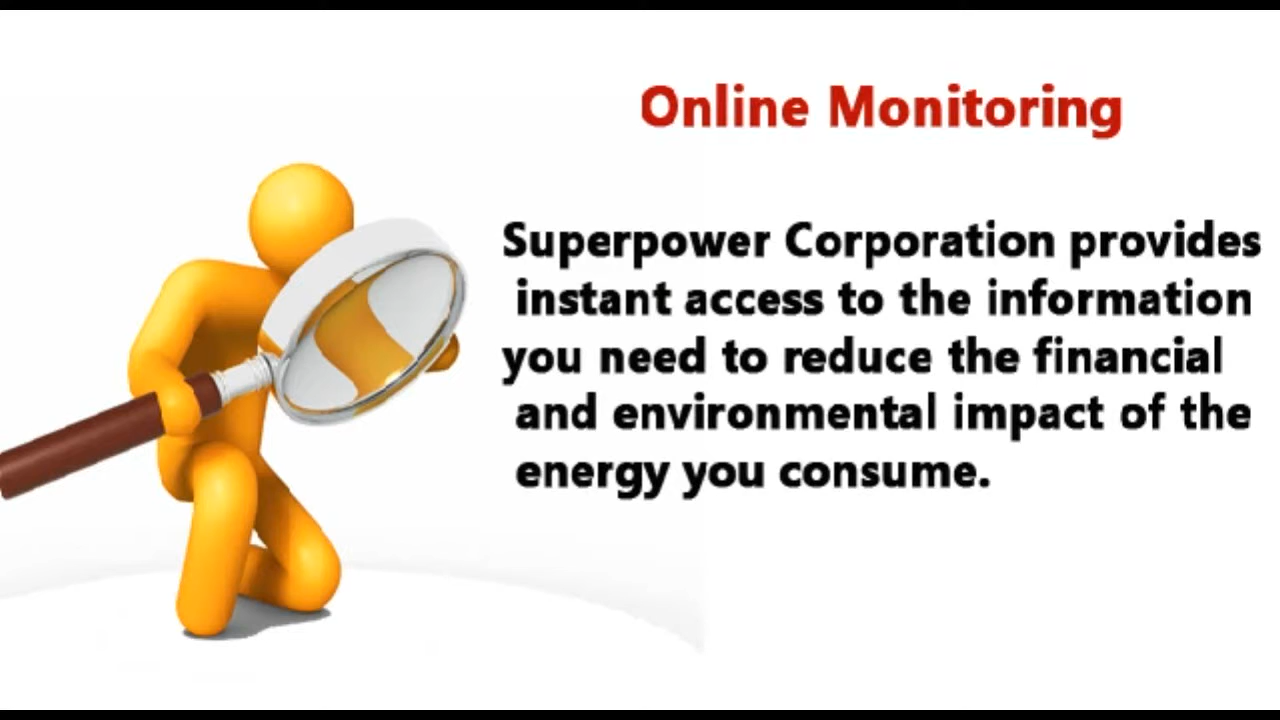 Online Monitoring
Superpower Corporation provides
instant access to the information
you need to reduce the financial
and environmental impact of the
energy you consume.